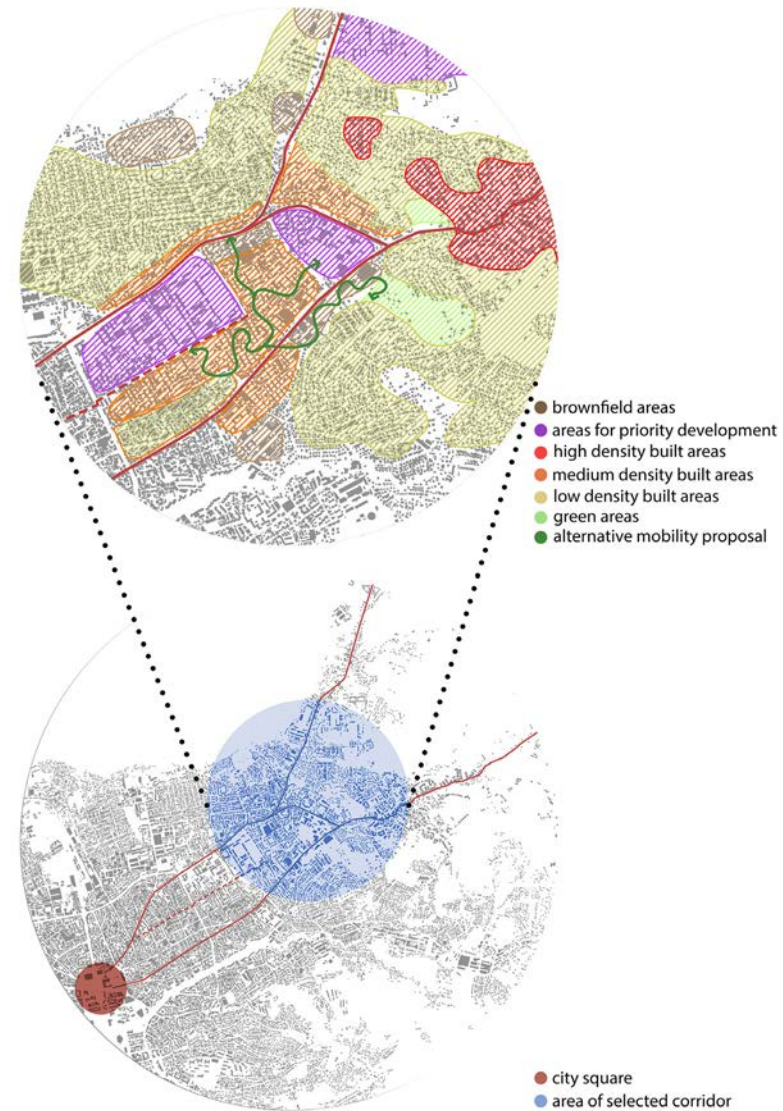 brownfield areas
areas for priority development
high density built areas
medium density built areas
low density built areas
green areas
alternative mobility proposal
city square
area of selected corridor